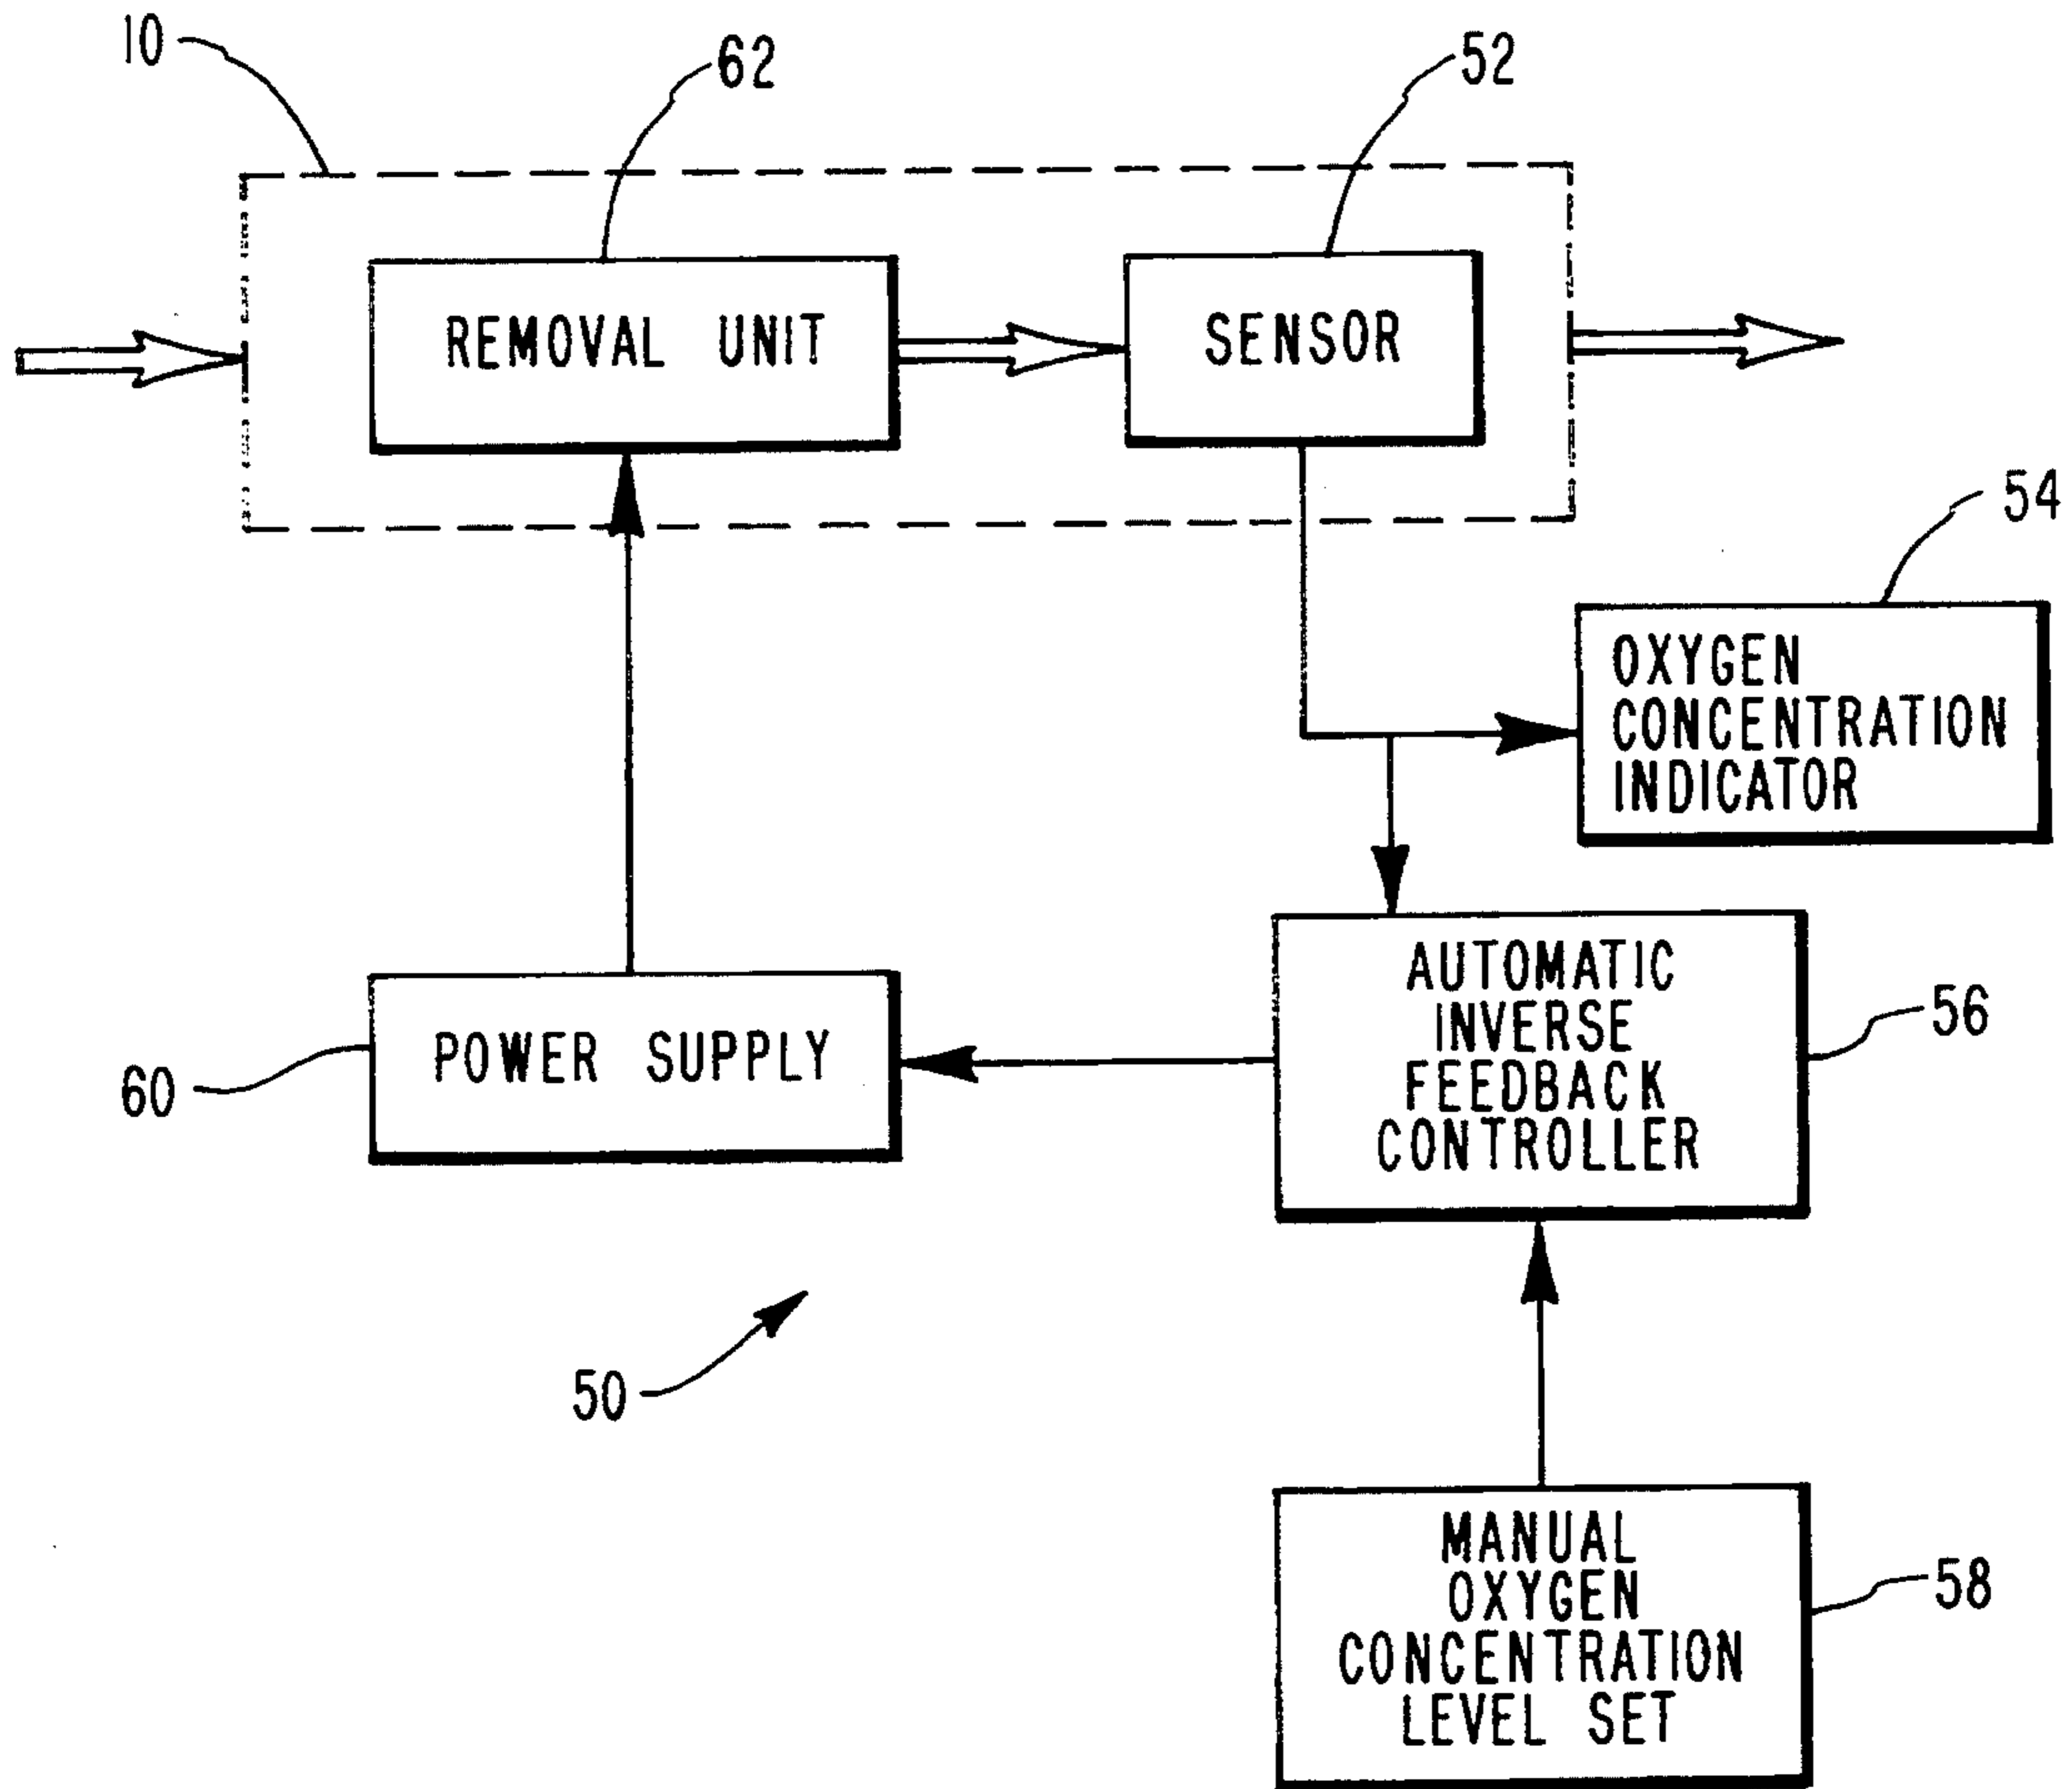 10
62
52
REMOVAL UNIT
SENSOR
54
OXYGEN
CONCENTRATION
INDICATOR
AUTOMATIC
INVERSE
FEEDBACK
CONTROLLER
56
POWER SUPPLY
60
50
MANUAL
OXYGEN
CONCENTRATION
LEVEL SET
58